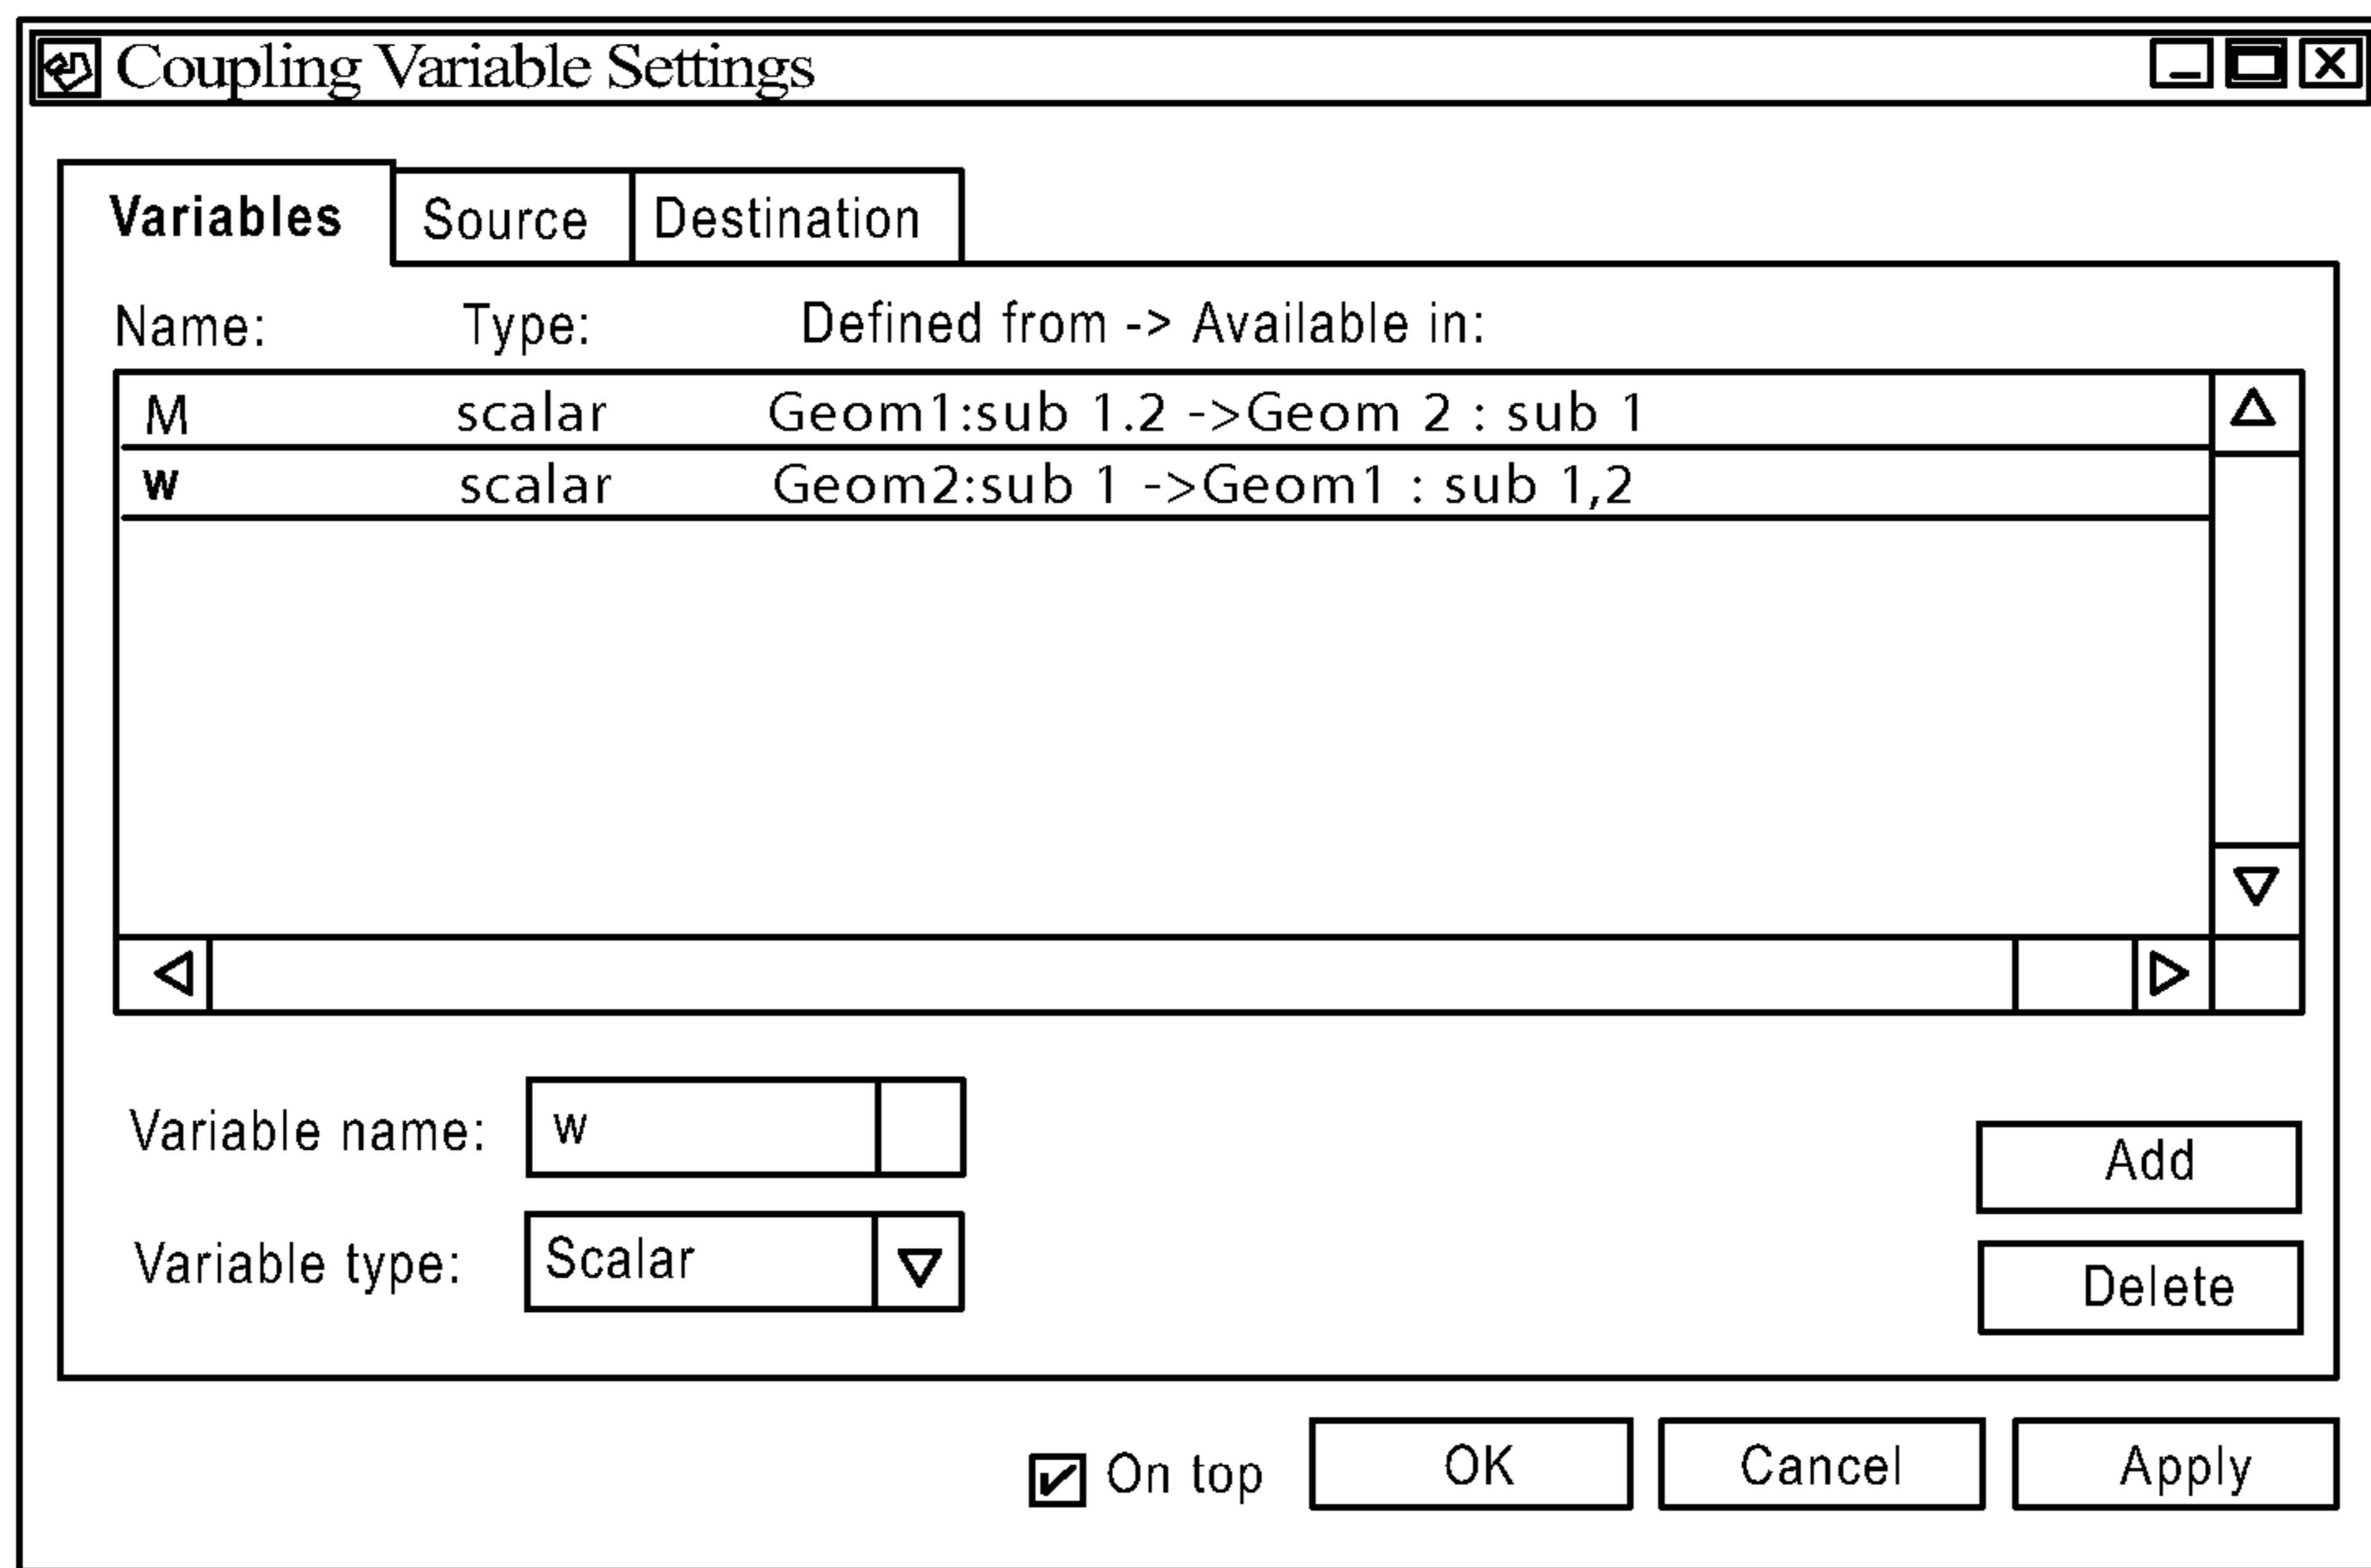 Coupling Variable Settings
Variables Source Destination
Name: Type: Defined from -> Available in:
M scalar Geom1:sub 1.2 ->Geom 2 : sub 1
w scalar Geom2:sub 1 ->Geom1 : sub 1,2
Variable name: w
Add
Variable type: Scalar
Delete
On top OK Cancel Apply